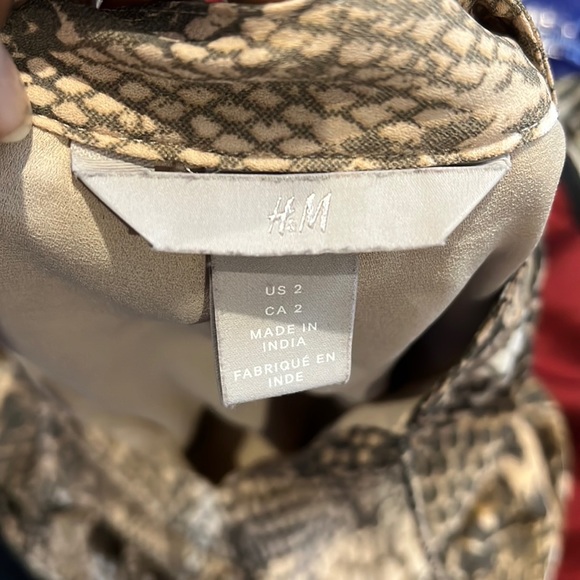 H&M
US 2
CA 2
MADE IN
INDIA
FABRIQUÉ EN
INDE